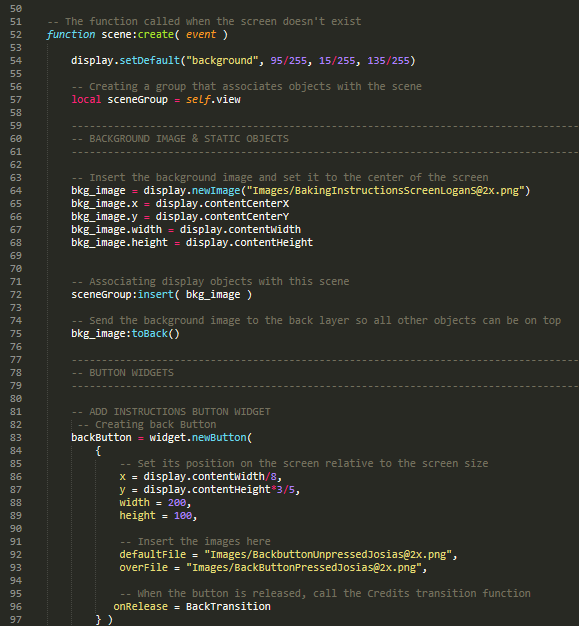 50
51 -- The function called when the screen doesn't exist
52 function scene:create( event )
53
54 display.setDefault("background", 95/255, 15/255, 135/255)
55
56 -- Creating a group that associates objects with the scene
57 local sceneGroup = self.view
58
59 --------------------------------------------------------------------------------
60 -- BACKGROUND IMAGE & STATIC OBJECTS
61 --------------------------------------------------------------------------------
62
63 -- Insert the background image and set it to the center of the screen
64 bkg_image = display.newImage("Images/BakingInstructionsScreenLoganS@2x.png")
65 bkg_image.x = display.contentCenterX
66 bkg_image.y = display.contentCenterY
67 bkg_image.width = display.contentWidth
68 bkg_image.height = display.contentHeight
69
70
71 -- Associating display objects with this scene
72 sceneGroup:insert( bkg_image )
73
74 -- Send the background image to the back layer so all other objects can be on top
75 bkg_image:toBack()
76
77 --------------------------------------------------------------------------------
78 -- BUTTON WIDGETS
79 --------------------------------------------------------------------------------
80
81 -- ADD INSTRUCTIONS BUTTON WIDGET
82 -- Creating back Button
83 backButton = widget.newButton(
84 {
85 -- Set its position on the screen relative to the screen size
86 x = display.contentWidth/8,
87 y = display.contentHeight*3/5,
88 width = 200,
89 height = 100,
90
91 -- Insert the images here
92 defaultFile = "Images/BackbuttonUnpressedJosias@2x.png",
93 overFile = "Images/BackButtonPressedJosias@2x.png",
94
95 -- When the button is released, call the Credits transition function
96 onRelease = BackTransition
97 } )